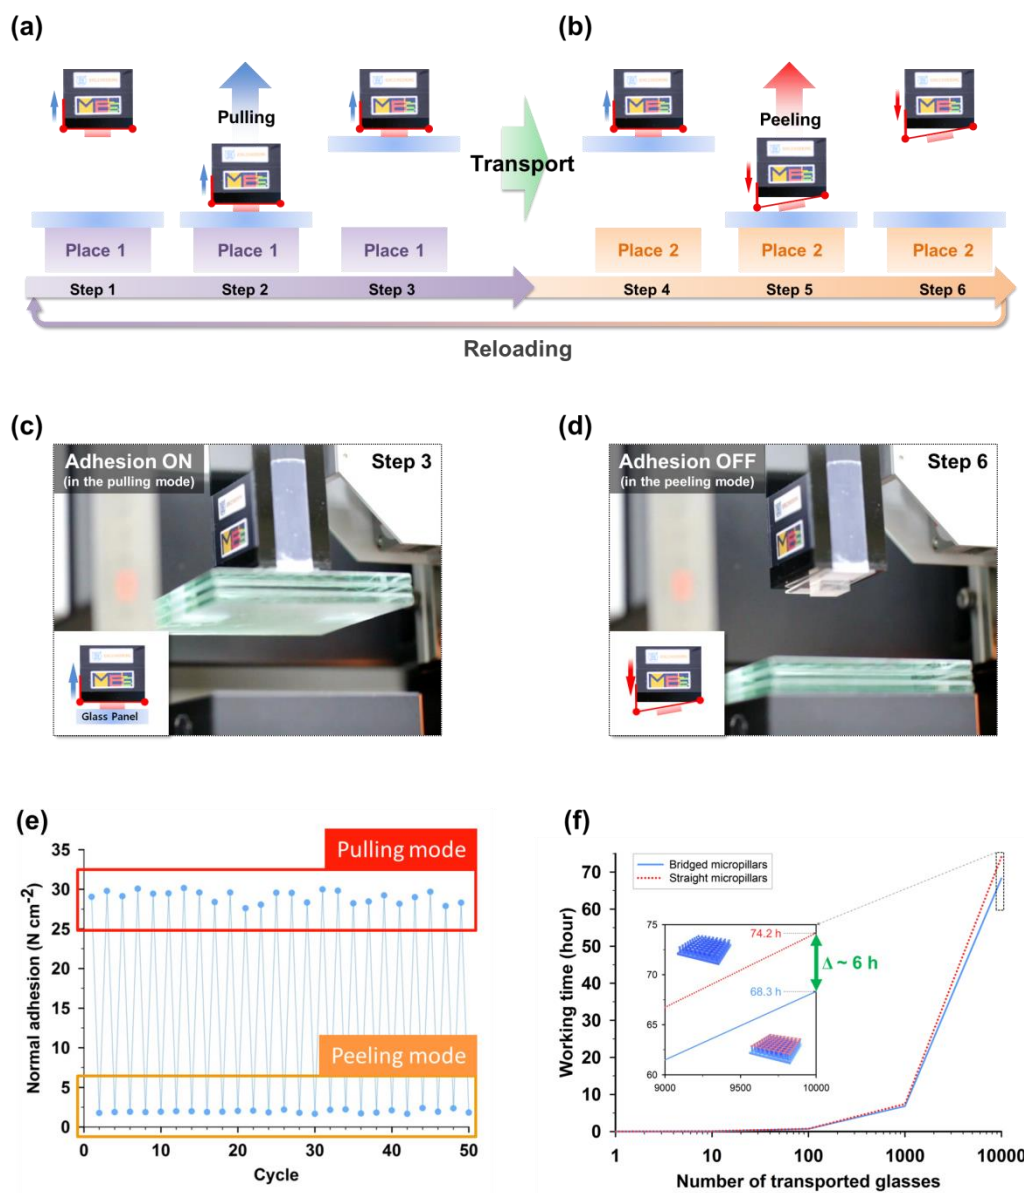 (a)
(b)
Pulling
Peeling
Transport
Place 1
Place 1
Place 1
Place 2
Place 2
Place 2
Step 1
Step 2
Step 3
Step 4
Step 5
Step 6
Reloading
(c)
(d)
Adhesion ON
(in the pulling mode)
Step 3
Glass Panel
Adhesion OFF
(in the peeling mode)
Step 6
(e)
Pulling mode
Peeling mode
Normal adhesion (N cm⁻²)
35
30
25
20
15
10
5
0
0
10
20
30
40
50
Cycle
(f)
Bridged micropillars
Straight micropillars
Working time (hour)
70
60
50
40
30
20
10
0
75
70
65
60
74.2 h
68.3 h
Δ ~ 6 h
9000
9500
10000
1
10
100
1000
10000
Number of transported glasses